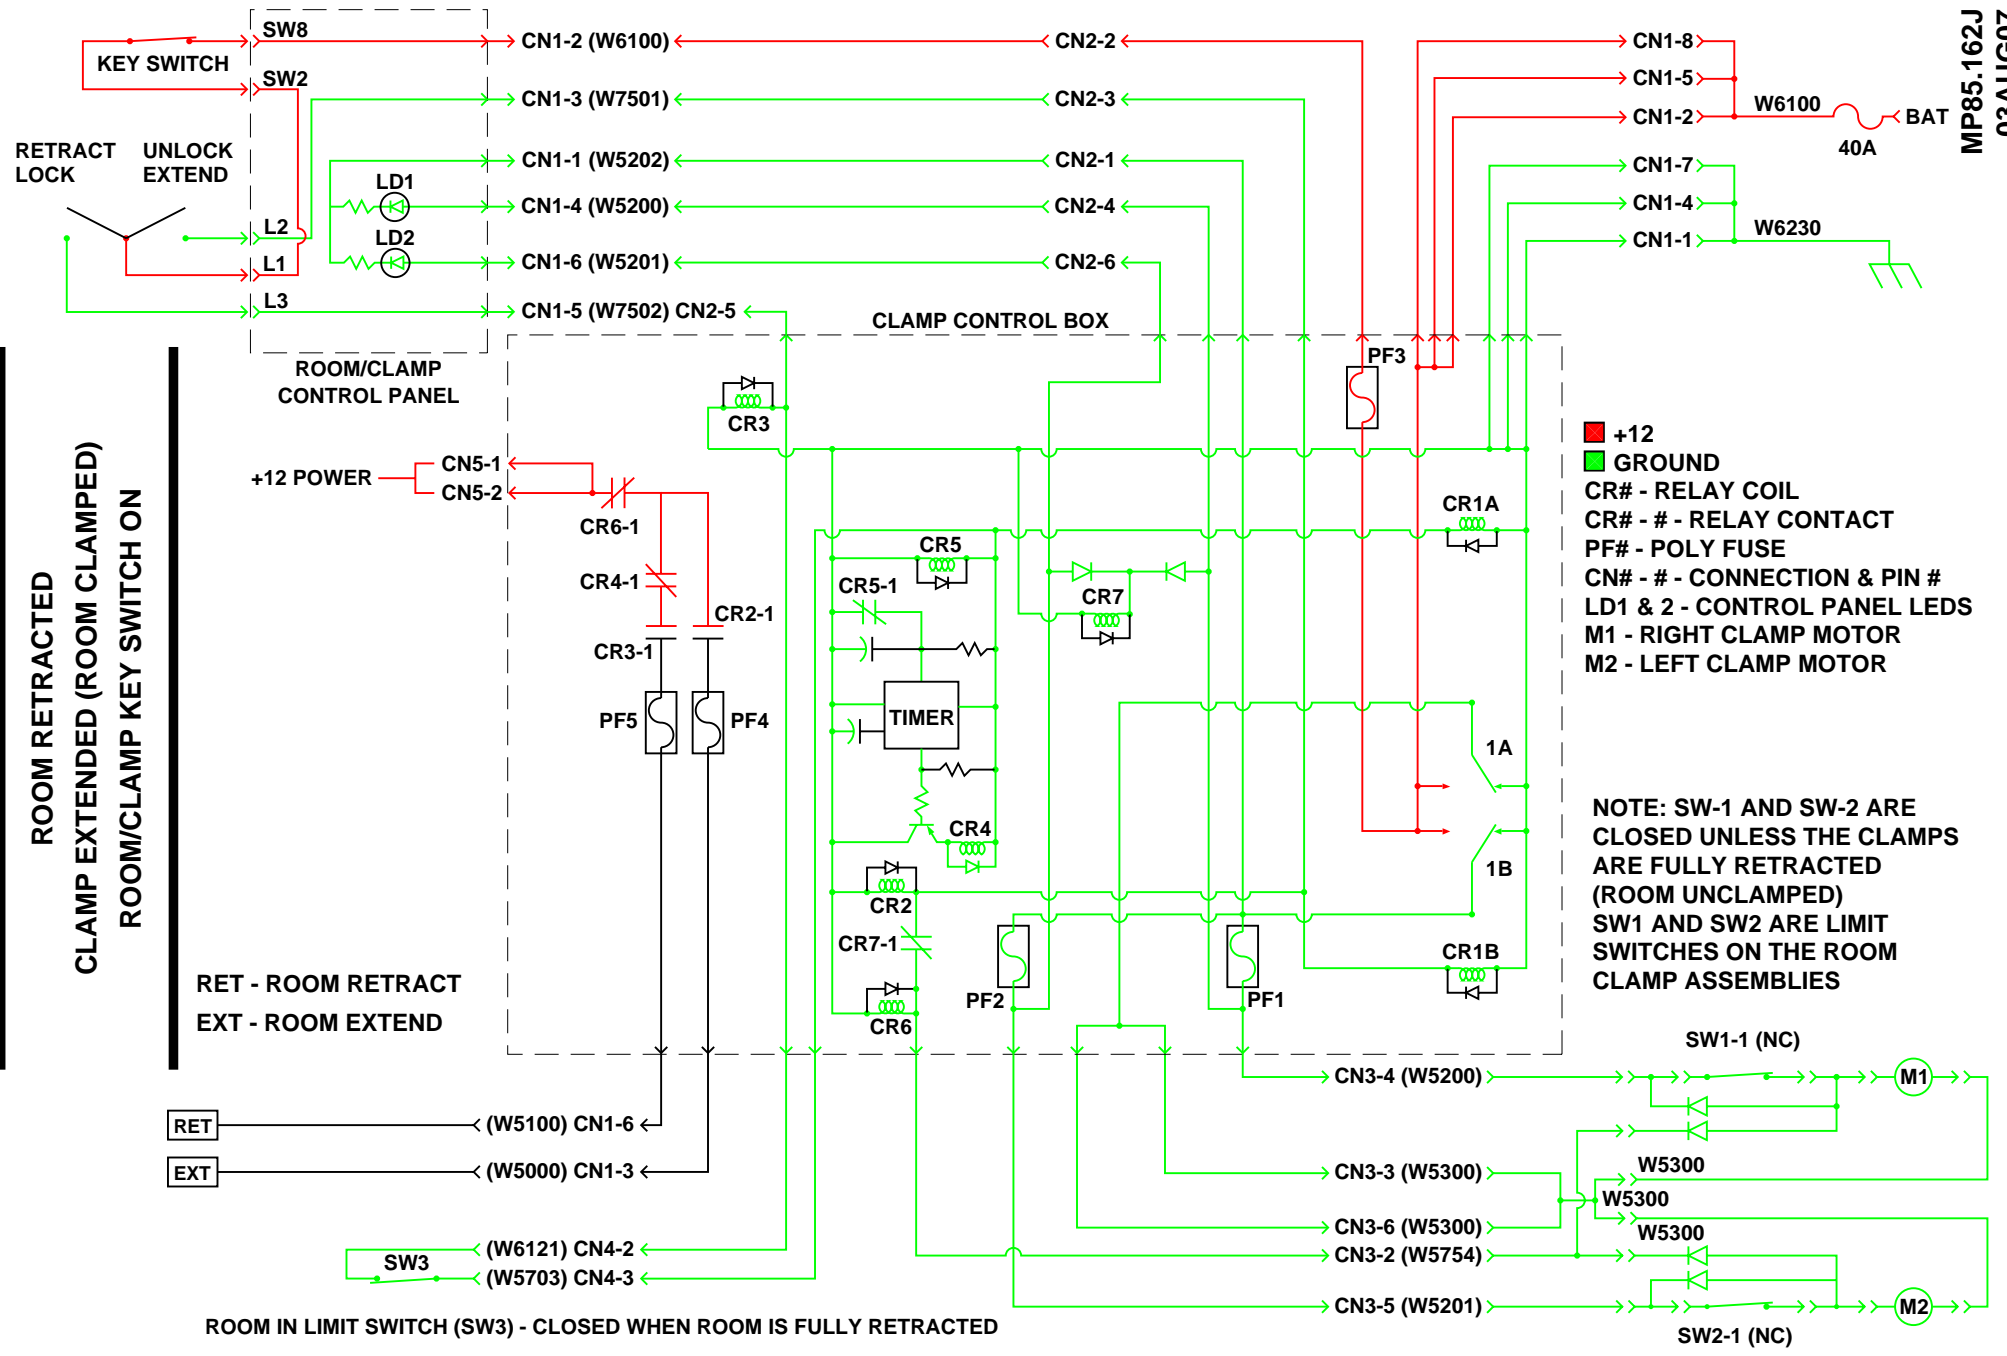 MP85.162J
03AUG07
SW8
KEY SWITCH
SW2
CN1-2 (W6100)
CN2-2
CN1-3 (W7501)
CN2-3
CN1-1 (W5202)
CN2-1
CN1-4 (W5200)
CN2-4
CN1-6 (W5201)
CN2-6
CN1-5 (W7502) CN2-5
RETRACT
LOCK
UNLOCK
EXTEND
LD1
LD2
L2
L1
L3
CN1-8
CN1-5
CN1-2
W6100
40A
BAT
CN1-7
CN1-4
CN1-1
W6230
ROOM/CLAMP
CONTROL PANEL
CLAMP CONTROL BOX
PF3
CR3
+12 POWER
CN5-1
CN5-2
CR6-1
CR4-1
CR3-1
CR2-1
PF5
PF4
CR5
CR5-1
TIMER
CR4
CR2
CR7-1
CR6
CR7
CR1A
1A
1B
CR1B
PF2
PF1
+12
GROUND
CR# - RELAY COIL
CR# - # - RELAY CONTACT
PF# - POLY FUSE
CN# - # - CONNECTION & PIN #
LD1 & 2 - CONTROL PANEL LEDS
M1 - RIGHT CLAMP MOTOR
M2 - LEFT CLAMP MOTOR
NOTE: SW-1 AND SW-2 ARE
CLOSED UNLESS THE CLAMPS
ARE FULLY RETRACTED
(ROOM UNCLAMPED)
SW1 AND SW2 ARE LIMIT
SWITCHES ON THE ROOM
CLAMP ASSEMBLIES
ROOM RETRACTED
CLAMP EXTENDED (ROOM CLAMPED)
ROOM/CLAMP KEY SWITCH ON
RET - ROOM RETRACT
EXT - ROOM EXTEND
RET
(W5100) CN1-6
EXT
(W5000) CN1-3
(W6121) CN4-2
SW3
(W5703) CN4-3
ROOM IN LIMIT SWITCH (SW3) - CLOSED WHEN ROOM IS FULLY RETRACTED
SW1-1 (NC)
CN3-4 (W5200)
M1
CN3-3 (W5300)
W5300
W5300
CN3-6 (W5300)
W5300
CN3-2 (W5754)
CN3-5 (W5201)
M2
SW2-1 (NC)